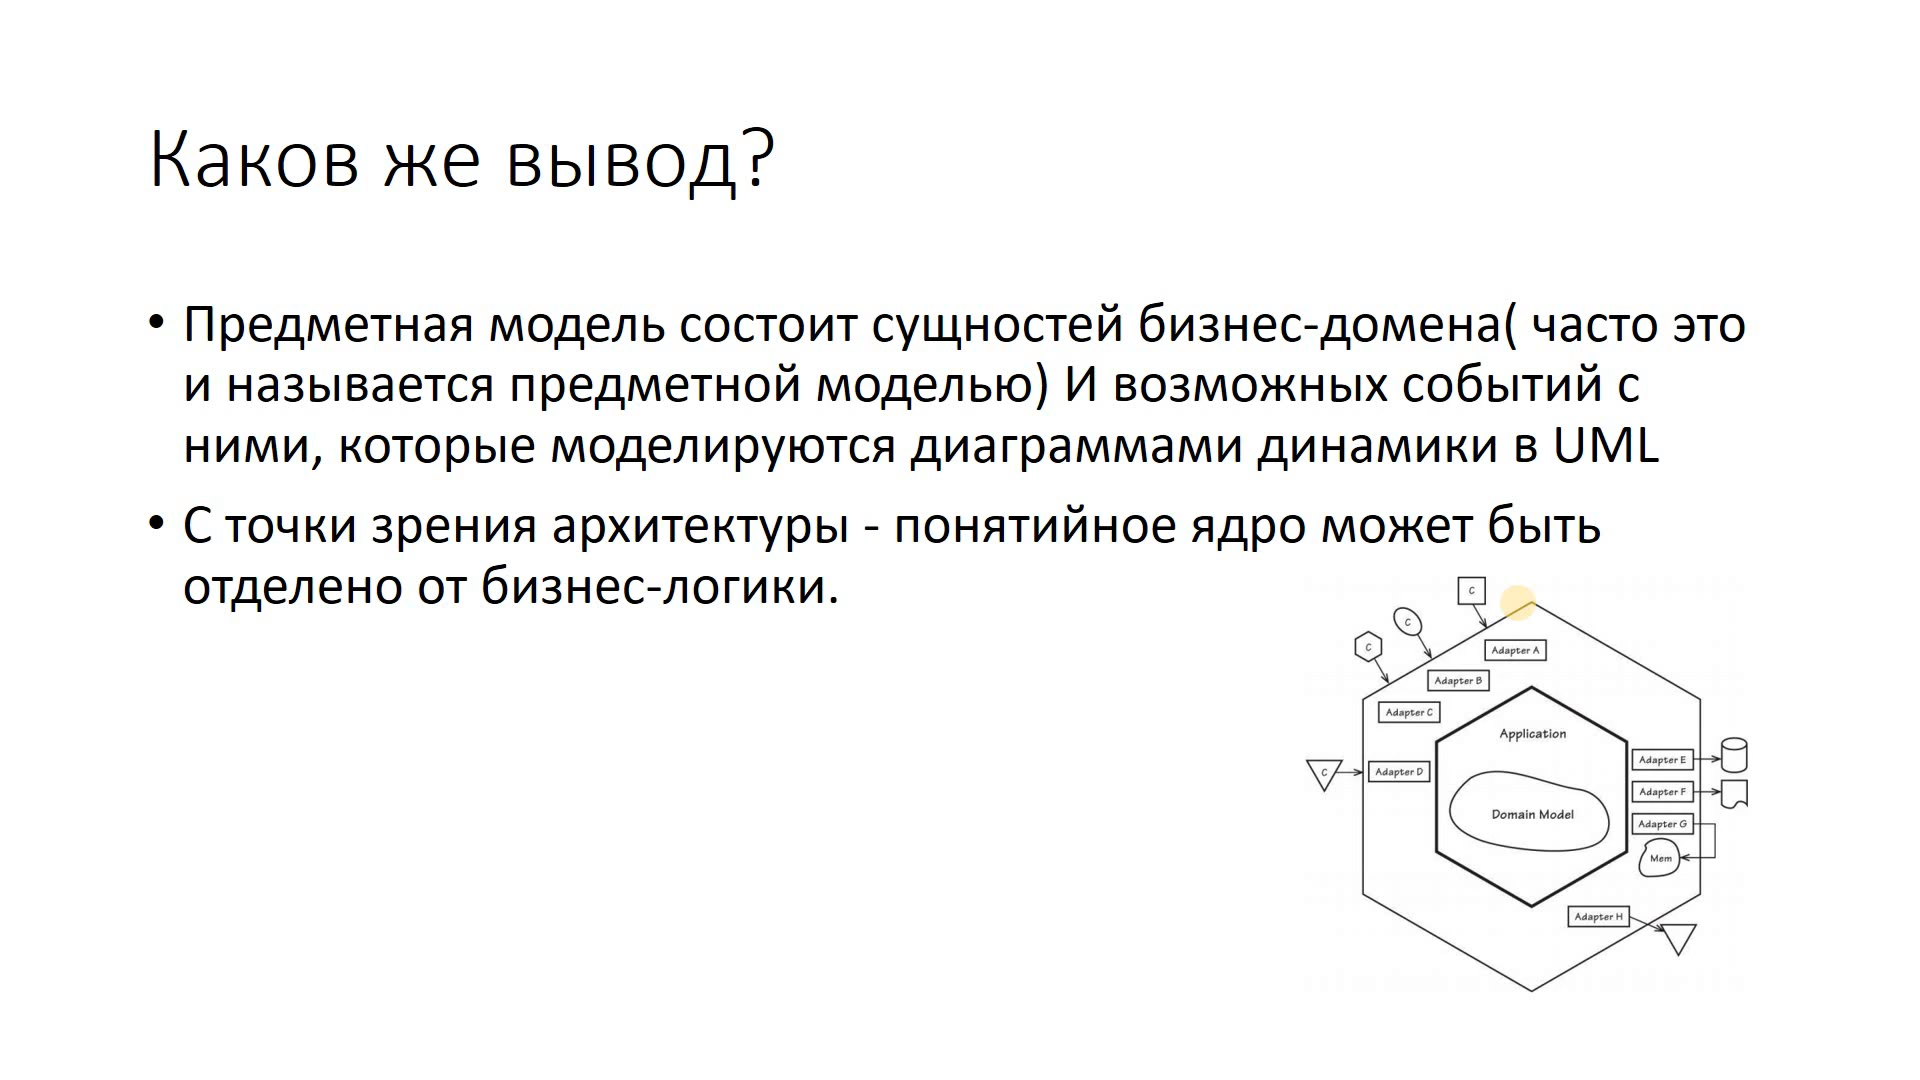 Каков же вывод?
• Предметная модель состоит сущностей бизнес-домена( часто это
и называется предметной моделью) И возможных событий с
ними, которые моделируются диаграммами динамики в UML
• С точки зрения архитектуры - понятийное ядро может быть
отделено от бизнес-логики.
C
C
C
Adapter A
Adapter B
Adapter C
Application
Adapter E
C
Adapter D
Adapter F
Domain Model
Adapter G
Mem
Adapter H